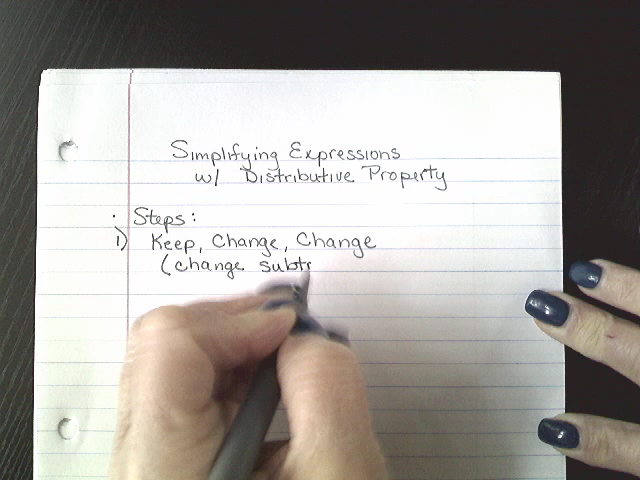 Simplifying Expressions
w/ Distributive Property
· Steps:
1) Keep, Change, Change
(change subtr